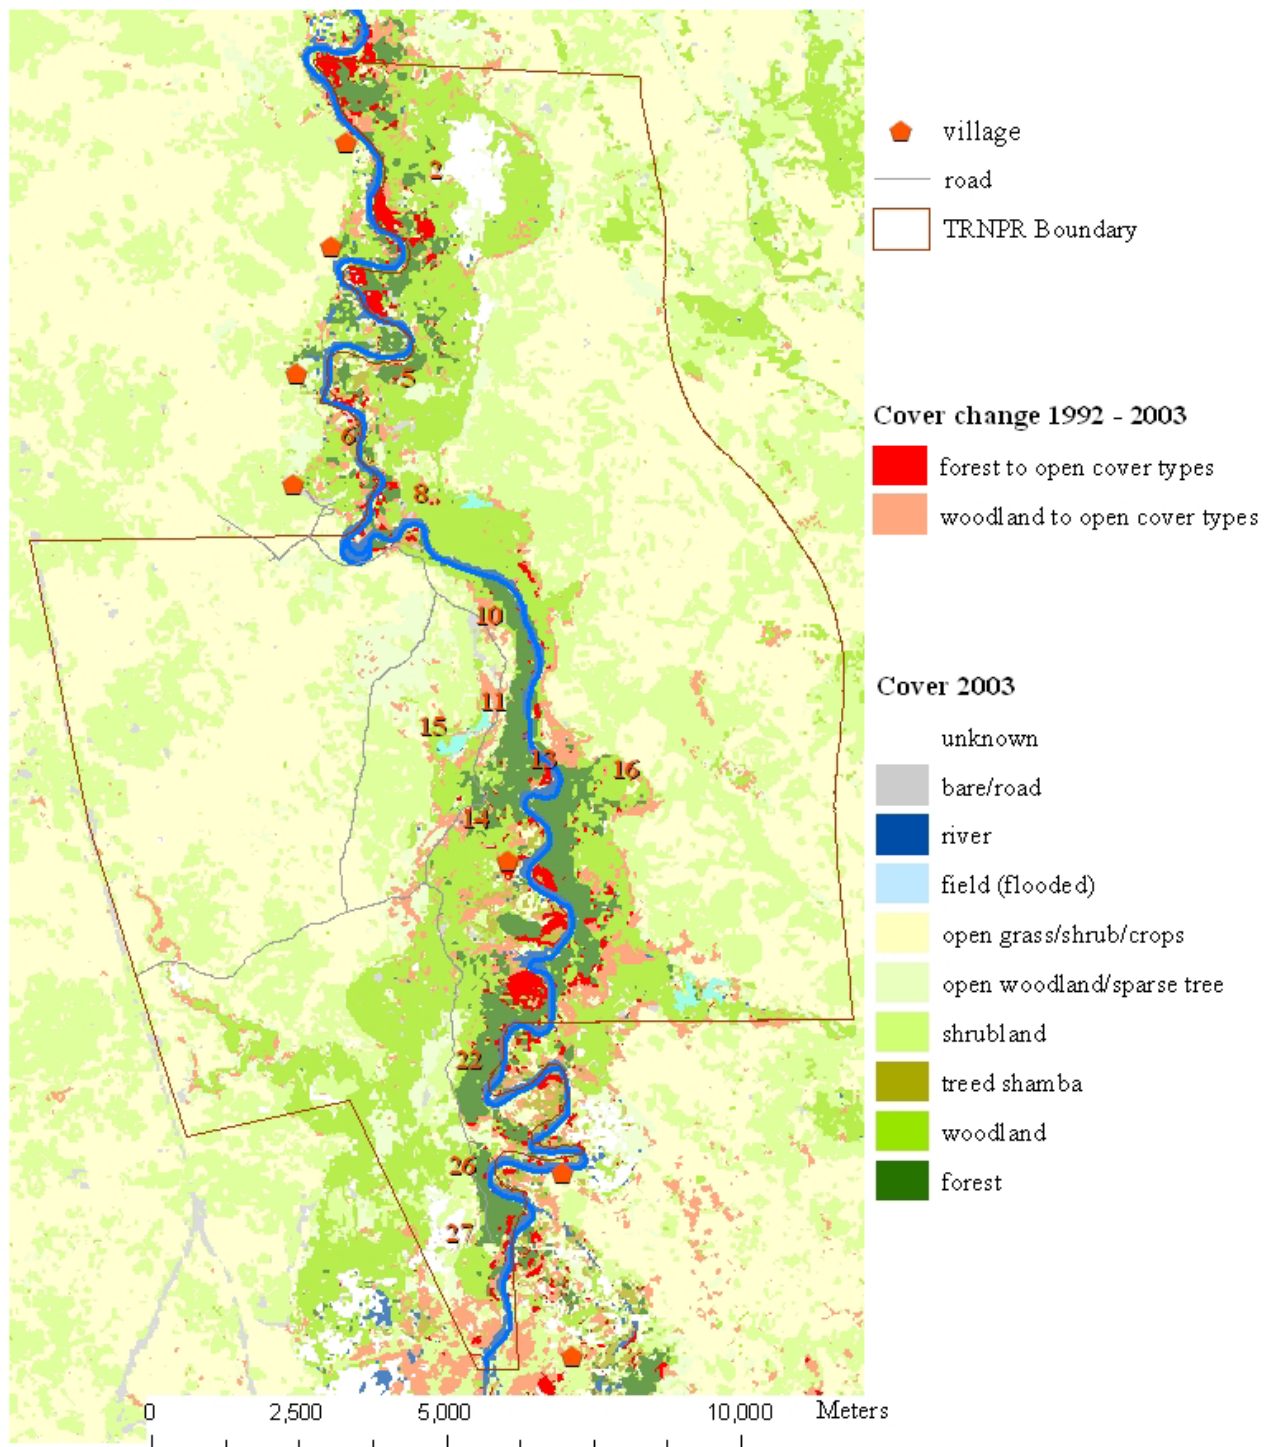 village
road
TRNPR Boundary
Cover change 1992 - 2003
forest to open cover types
woodland to open cover types
Cover 2003
unknown
bare/road
river
field (flooded)
open grass/shrub/crops
open woodland/sparse tree
shrubland
treed shamba
woodland
forest
2
5
6
8..
10
11
15
13
16
14
22
26
27
0 2,500 5,000 10,000 Meters